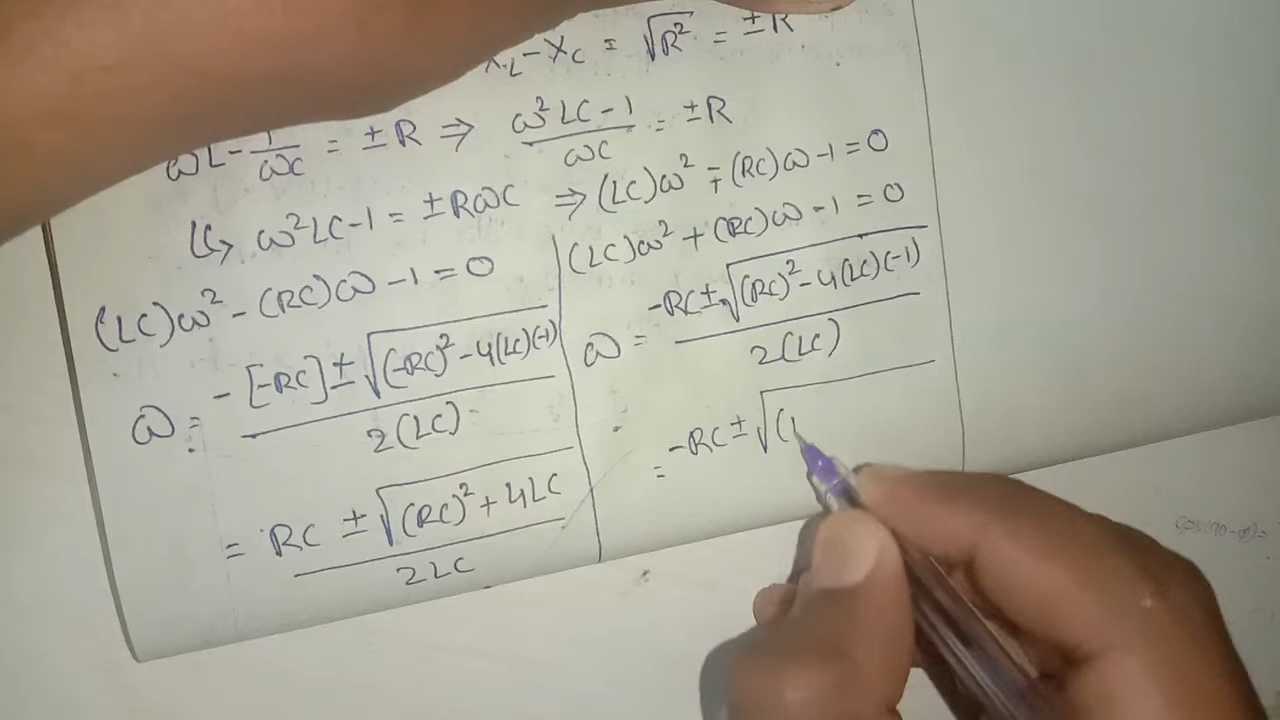 X_L - X_C = √R² = ±R
ωL - 1/ωC = ±R ⇒ (ω²LC - 1)/ωC = ±R
↳ ω²LC - 1 = ±RωC ⇒ (LC)ω² ∓ (RC)ω - 1 = 0
(LC)ω² - (RC)ω - 1 = 0
ω = (-[-RC] ± √((-RC)² - 4(LC)(-1)))/2(LC)
= (RC ± √((RC)² + 4LC))/2LC
(LC)ω² + (RC)ω - 1 = 0
ω = (-RC ± √((RC)² - 4(LC)(-1)))/2(LC)
= -RC ± √(